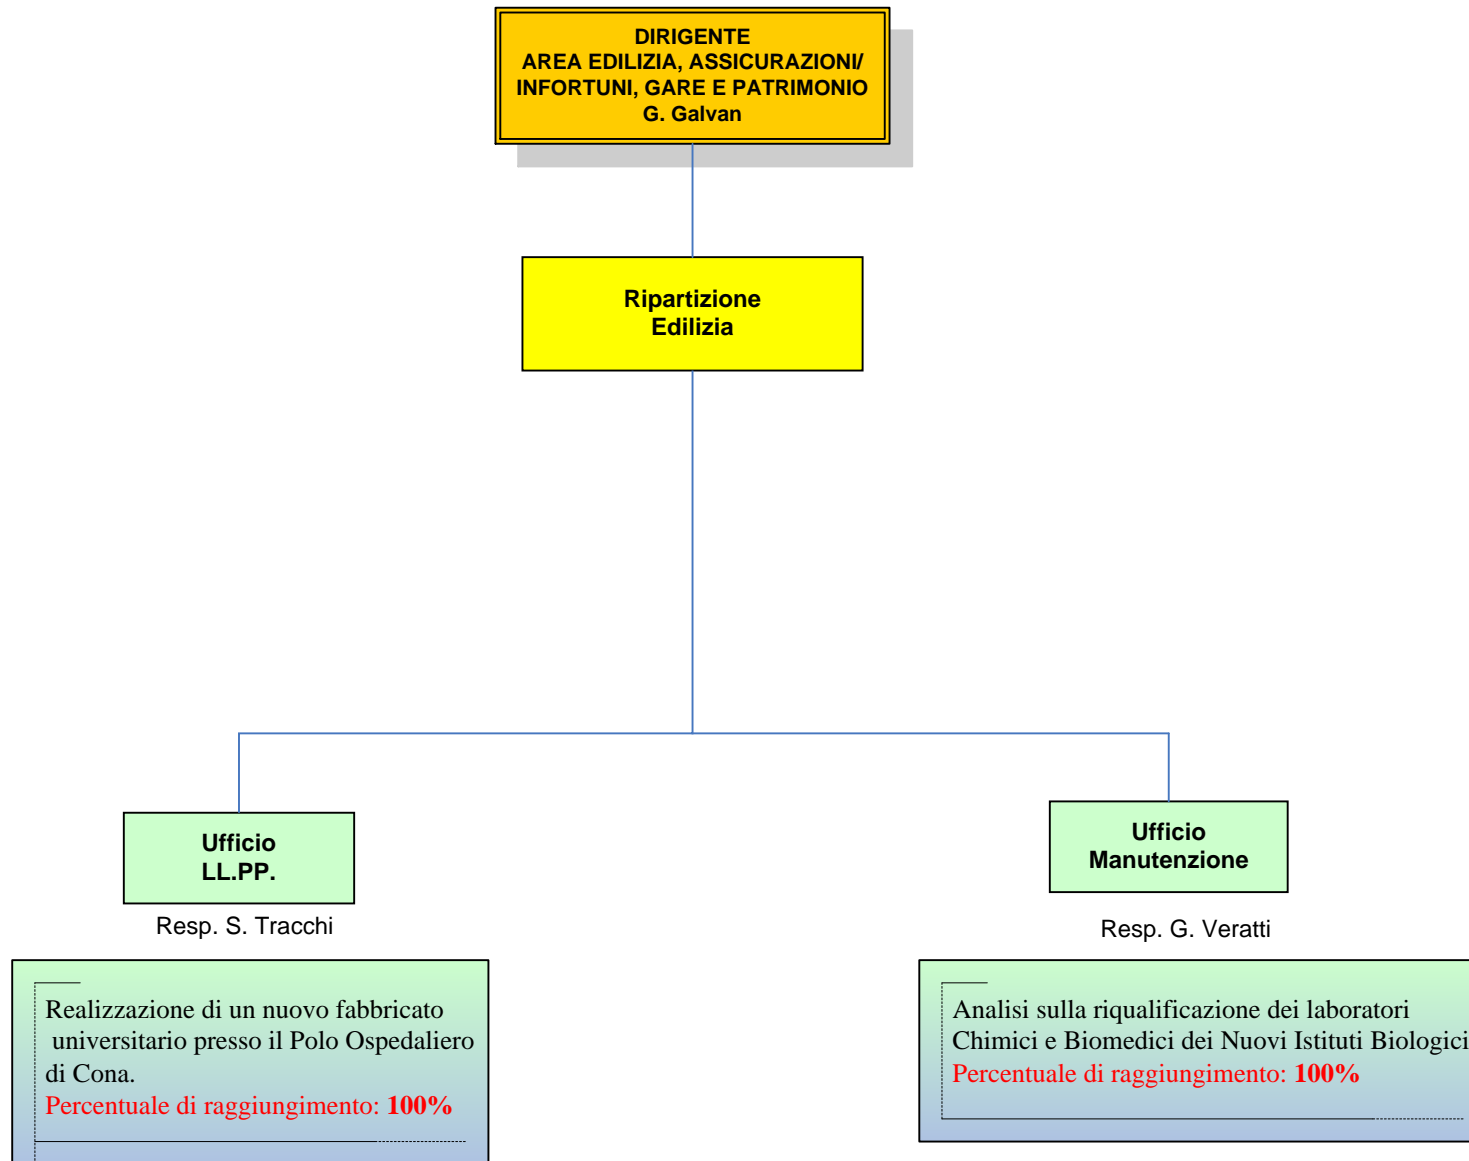 DIRIGENTE
AREA EDILIZIA, ASSICURAZIONI/
INFORTUNI, GARE E PATRIMONIO
G. Galvan
Ripartizione
Edilizia
Ufficio
LL.PP.
Resp. S. Tracchi
Realizzazione di un nuovo fabbricato
universitario presso il Polo Ospedaliero
di Cona.
Percentuale di raggiungimento: 100%
Ufficio
Manutenzione
Resp. G. Veratti
Analisi sulla riqualificazione dei laboratori
Chimici e Biomedici dei Nuovi Istituti Biologici
Percentuale di raggiungimento: 100%